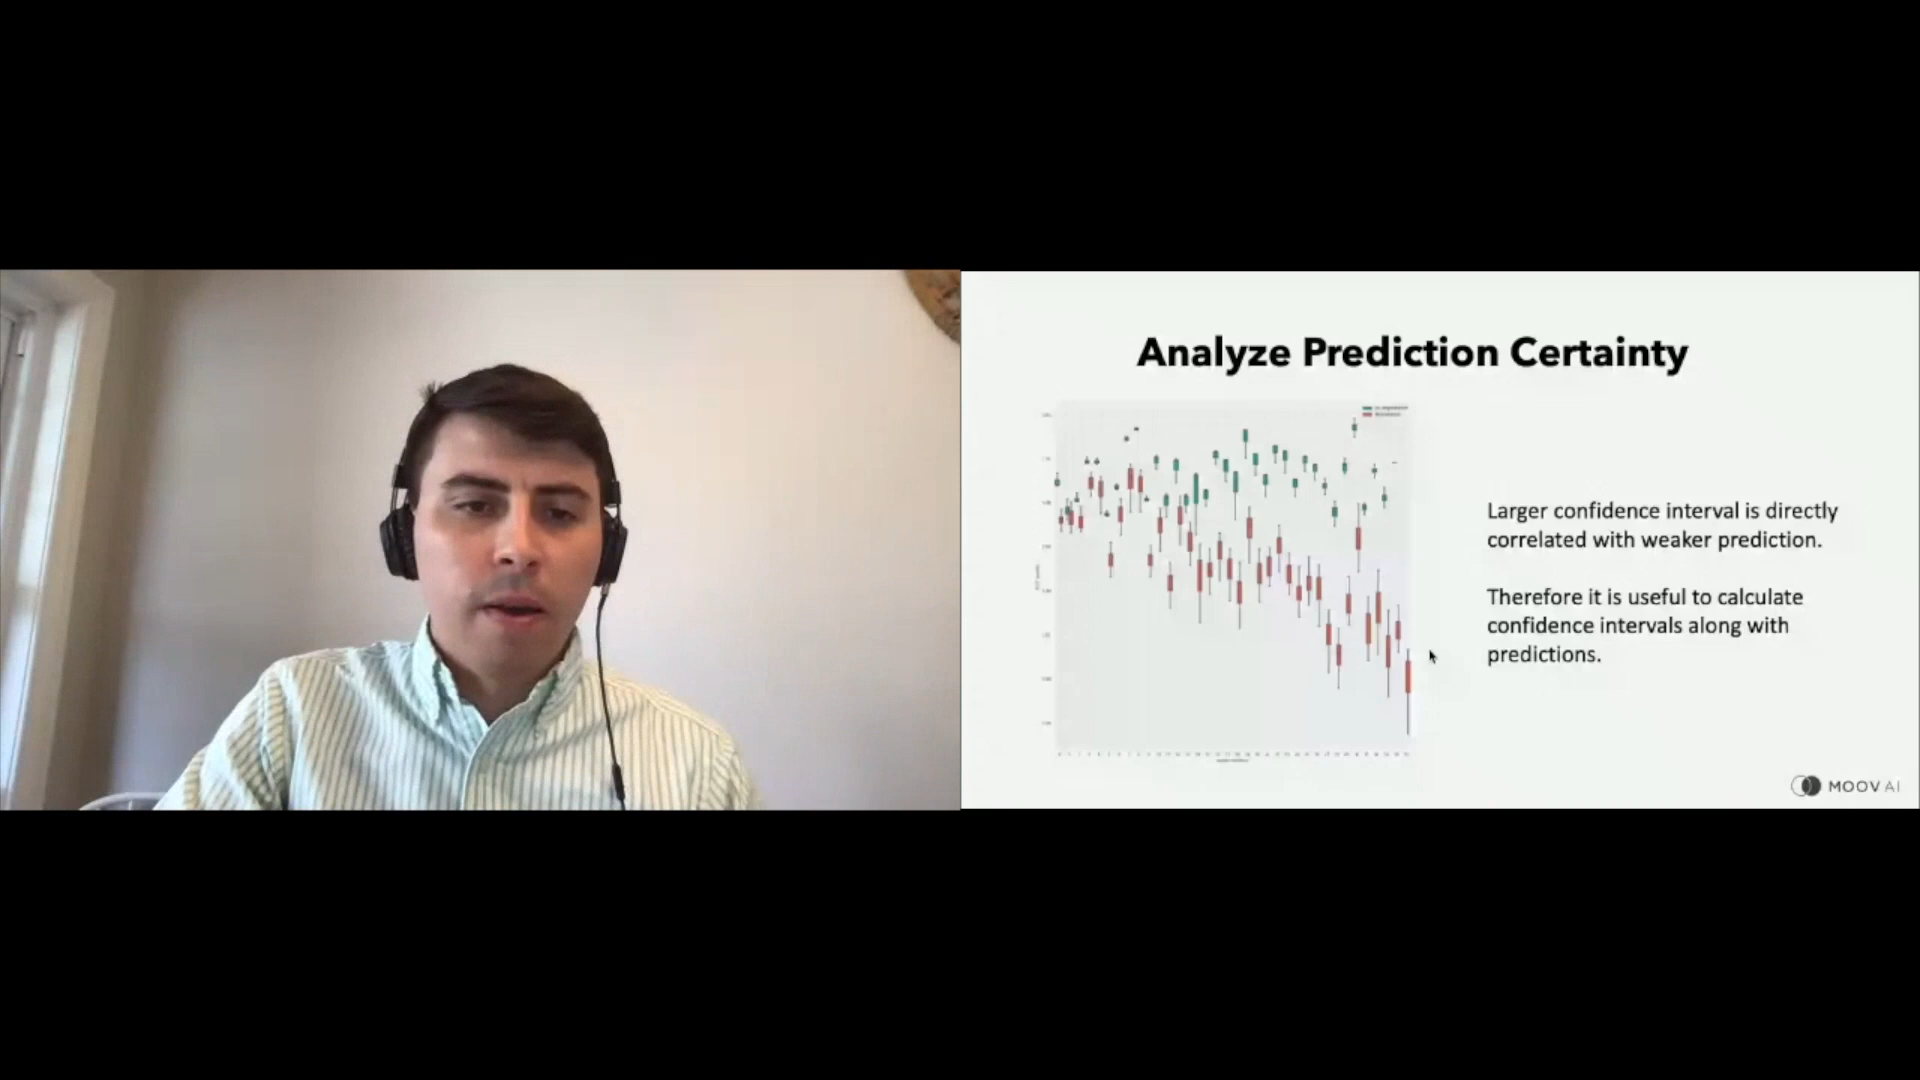 Analyze Prediction Certainty
Larger confidence interval is directly
correlated with weaker prediction.
Therefore it is useful to calculate
confidence intervals along with
predictions.
MOOV AI